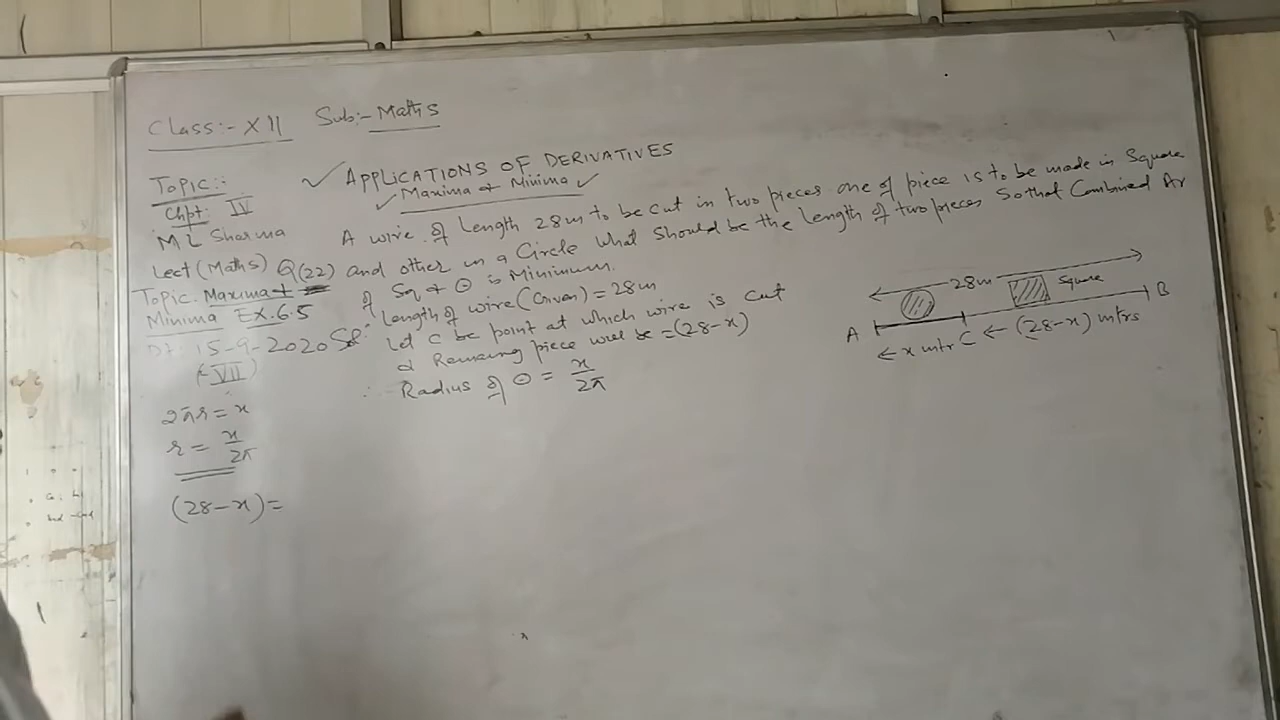 Class:- XII Sub:- Maths
Topic:: ✓ APPLICATIONS OF DERIVATIVES
✓ Maxima & Minima ✓
Chpt: IV
ML Sharma
Lect (Maths)
Topic. Maxima &
Minima EX. 6.5
Dt: 15-9-2020
(-VII)
A wire of Length 28m to be cut in two pieces one of piece is to be made in Square
Q(22) and other in a Circle What Should be the length of two pieces So that Combined Ar
of Sq & ⊙ is Minimum.
Length of wire (Given) = 28m
Let C be point at which wire is cut
& Remaing piece will be = (28-x)
∴ Radius of ⊙ = x/2π
2πr = x
r = x/2π
(28-x) =
28m
Square
A
B
← x mtr C ← (28-x) mtrs